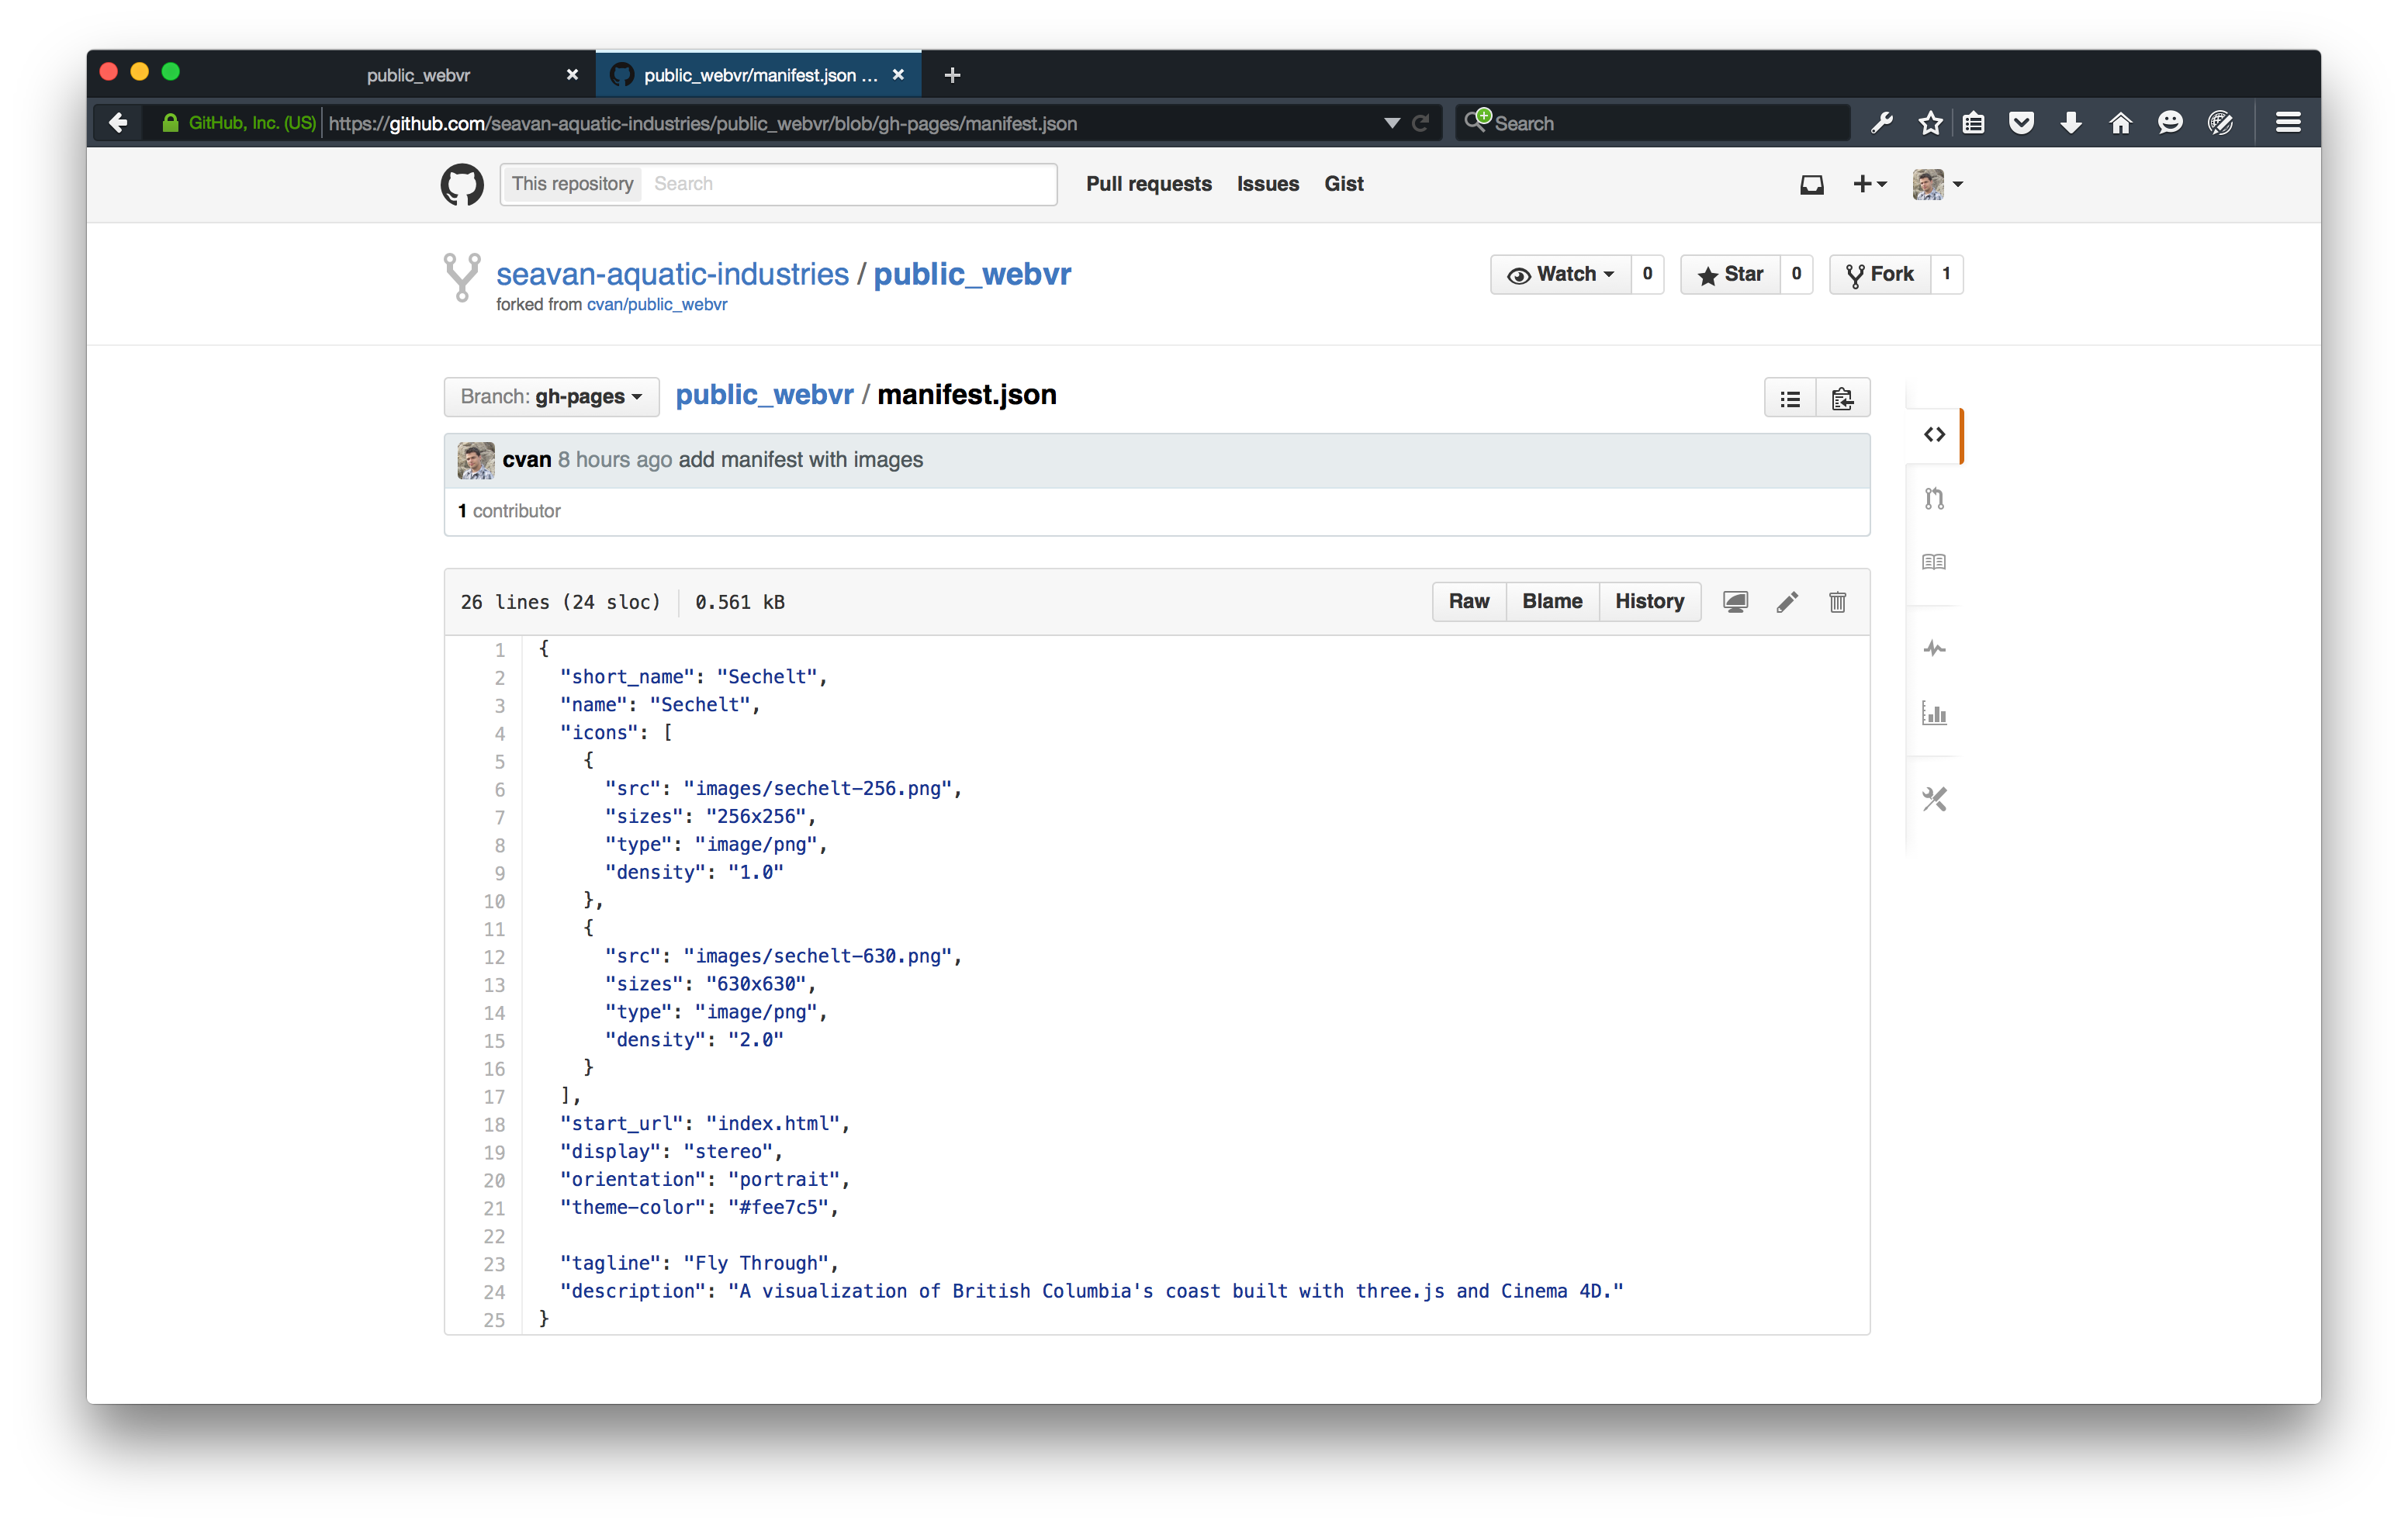 public_webvr
public_webvr/manifest.json ...
GitHub, Inc. (US) https://github.com/seavan-aquatic-industries/public_webvr/blob/gh-pages/manifest.json
Search
This repository Search Pull requests Issues Gist
seavan-aquatic-industries / public_webvr
forked from cvan/public_webvr
Watch 0 Star 0 Fork 1
Branch: gh-pages public_webvr / manifest.json
cvan 8 hours ago add manifest with images
1 contributor
26 lines (24 sloc) 0.561 kB Raw Blame History
1 {
2 "short_name": "Sechelt",
3 "name": "Sechelt",
4 "icons": [
5 {
6 "src": "images/sechelt-256.png",
7 "sizes": "256x256",
8 "type": "image/png",
9 "density": "1.0"
10 },
11 {
12 "src": "images/sechelt-630.png",
13 "sizes": "630x630",
14 "type": "image/png",
15 "density": "2.0"
16 }
17 ],
18 "start_url": "index.html",
19 "display": "stereo",
20 "orientation": "portrait",
21 "theme-color": "#fee7c5",
22
23 "tagline": "Fly Through",
24 "description": "A visualization of British Columbia's coast built with three.js and Cinema 4D."
25 }